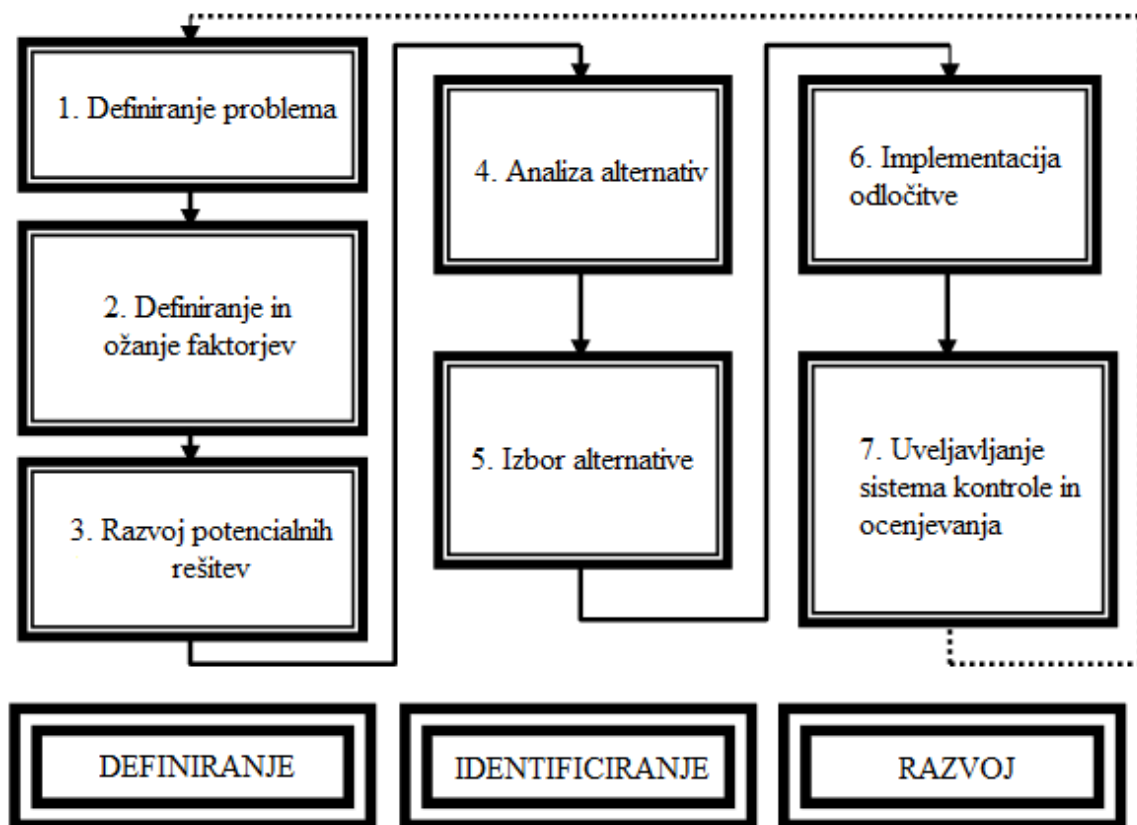 1. Definiranje problema
2. Definiranje in
ožanje faktorjev
3. Razvoj potencialnih
rešitev
4. Analiza alternativ
5. Izbor alternative
6. Implementacija
odločitve
7. Uveljavljanje
sistema kontrole in
ocenjevanja
DEFINIRANJE
IDENTIFICIRANJE
RAZVOJ